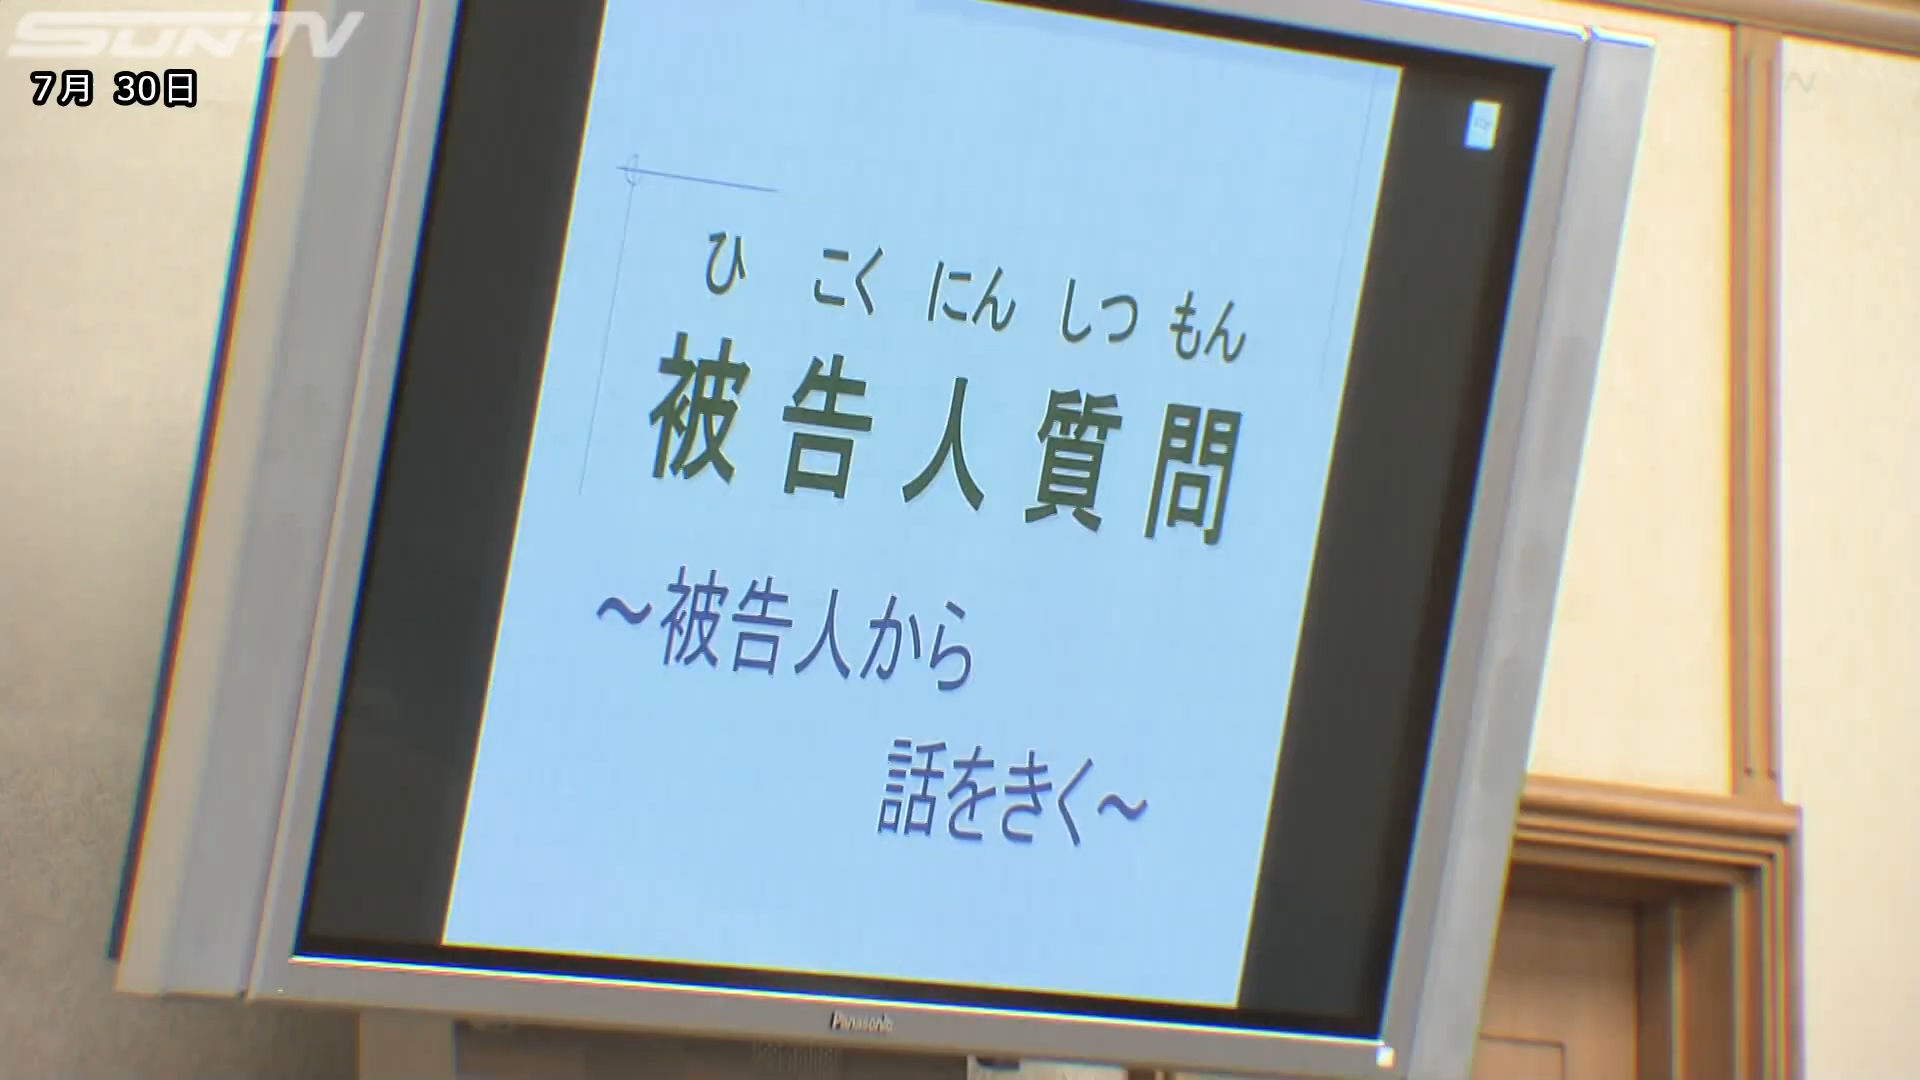 SUN-TV
7月 30日
ひ こく にん しつ もん
被告人質問
～被告人から
話をきく～
Panasonic